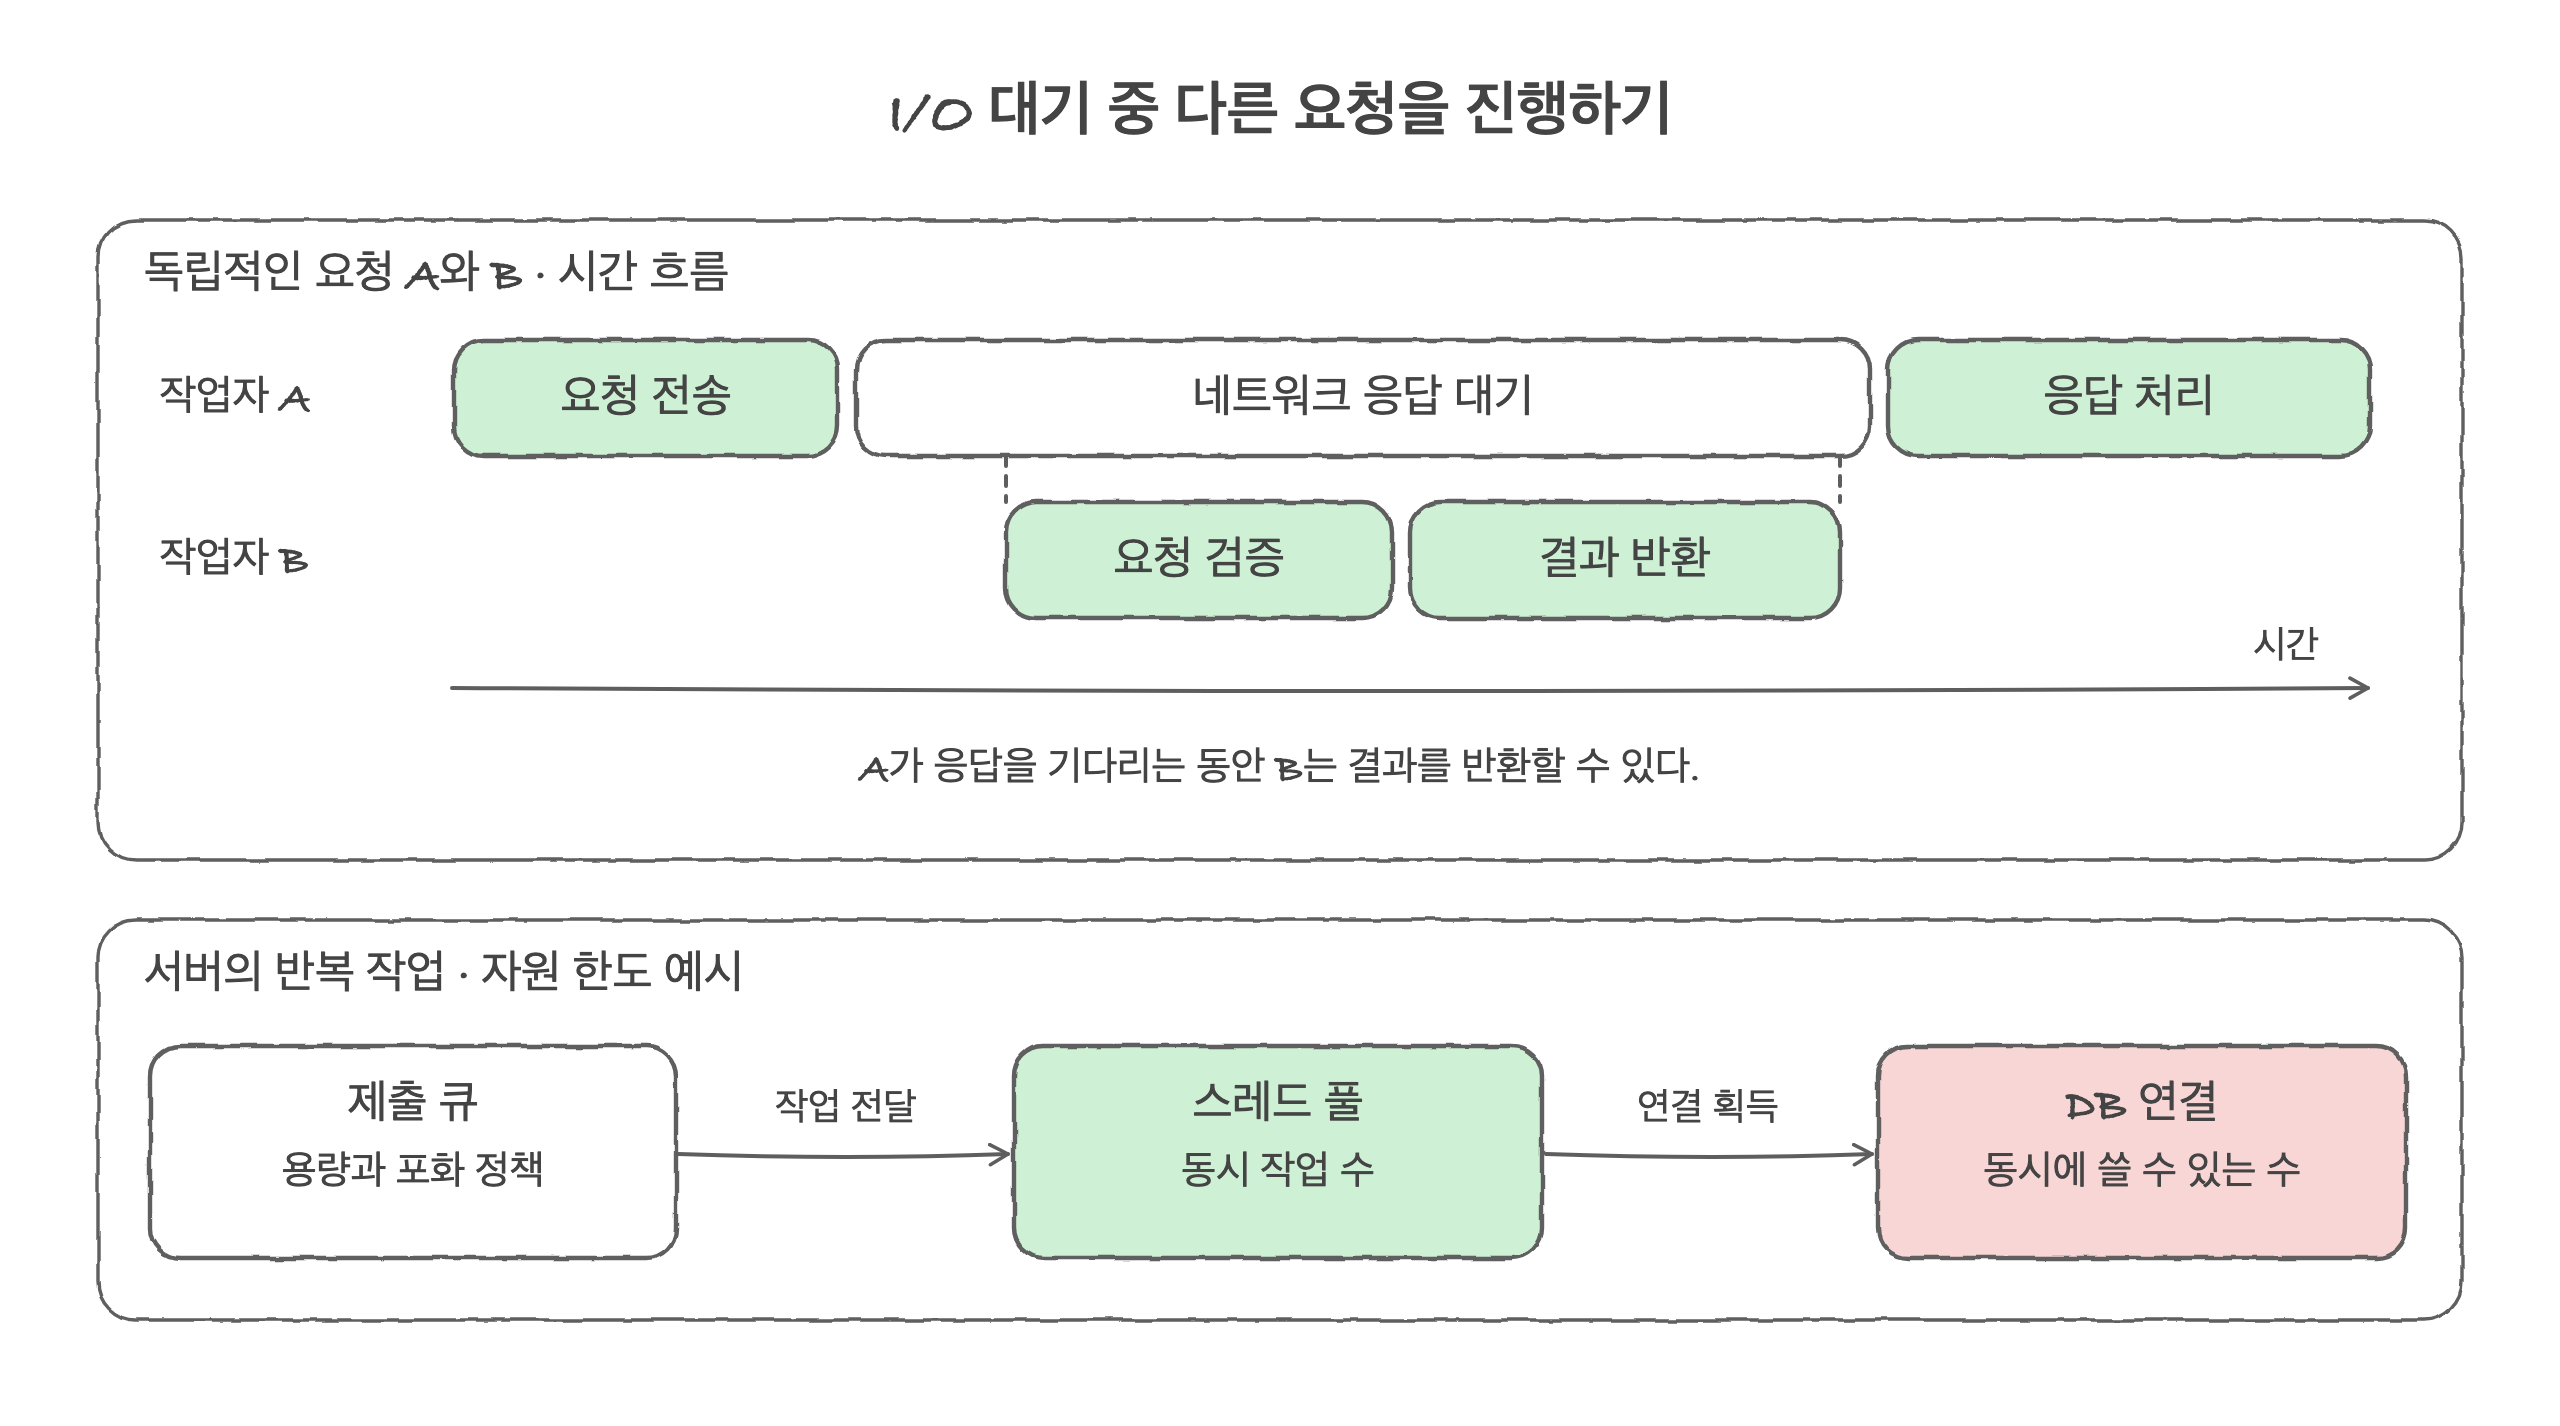 I/O 대기 중 다른 요청을 진행하기
독립적인 요청 A와 B · 시간 흐름
작업자 A
요청 전송
네트워크 응답 대기
응답 처리
작업자 B
요청 검증
결과 반환
시간
A가 응답을 기다리는 동안 B는 결과를 반환할 수 있다.
서버의 반복 작업 · 자원 한도 예시
제출 큐
용량과 포화 정책
작업 전달
스레드 풀
동시 작업 수
연결 획득
DB 연결
동시에 쓸 수 있는 수